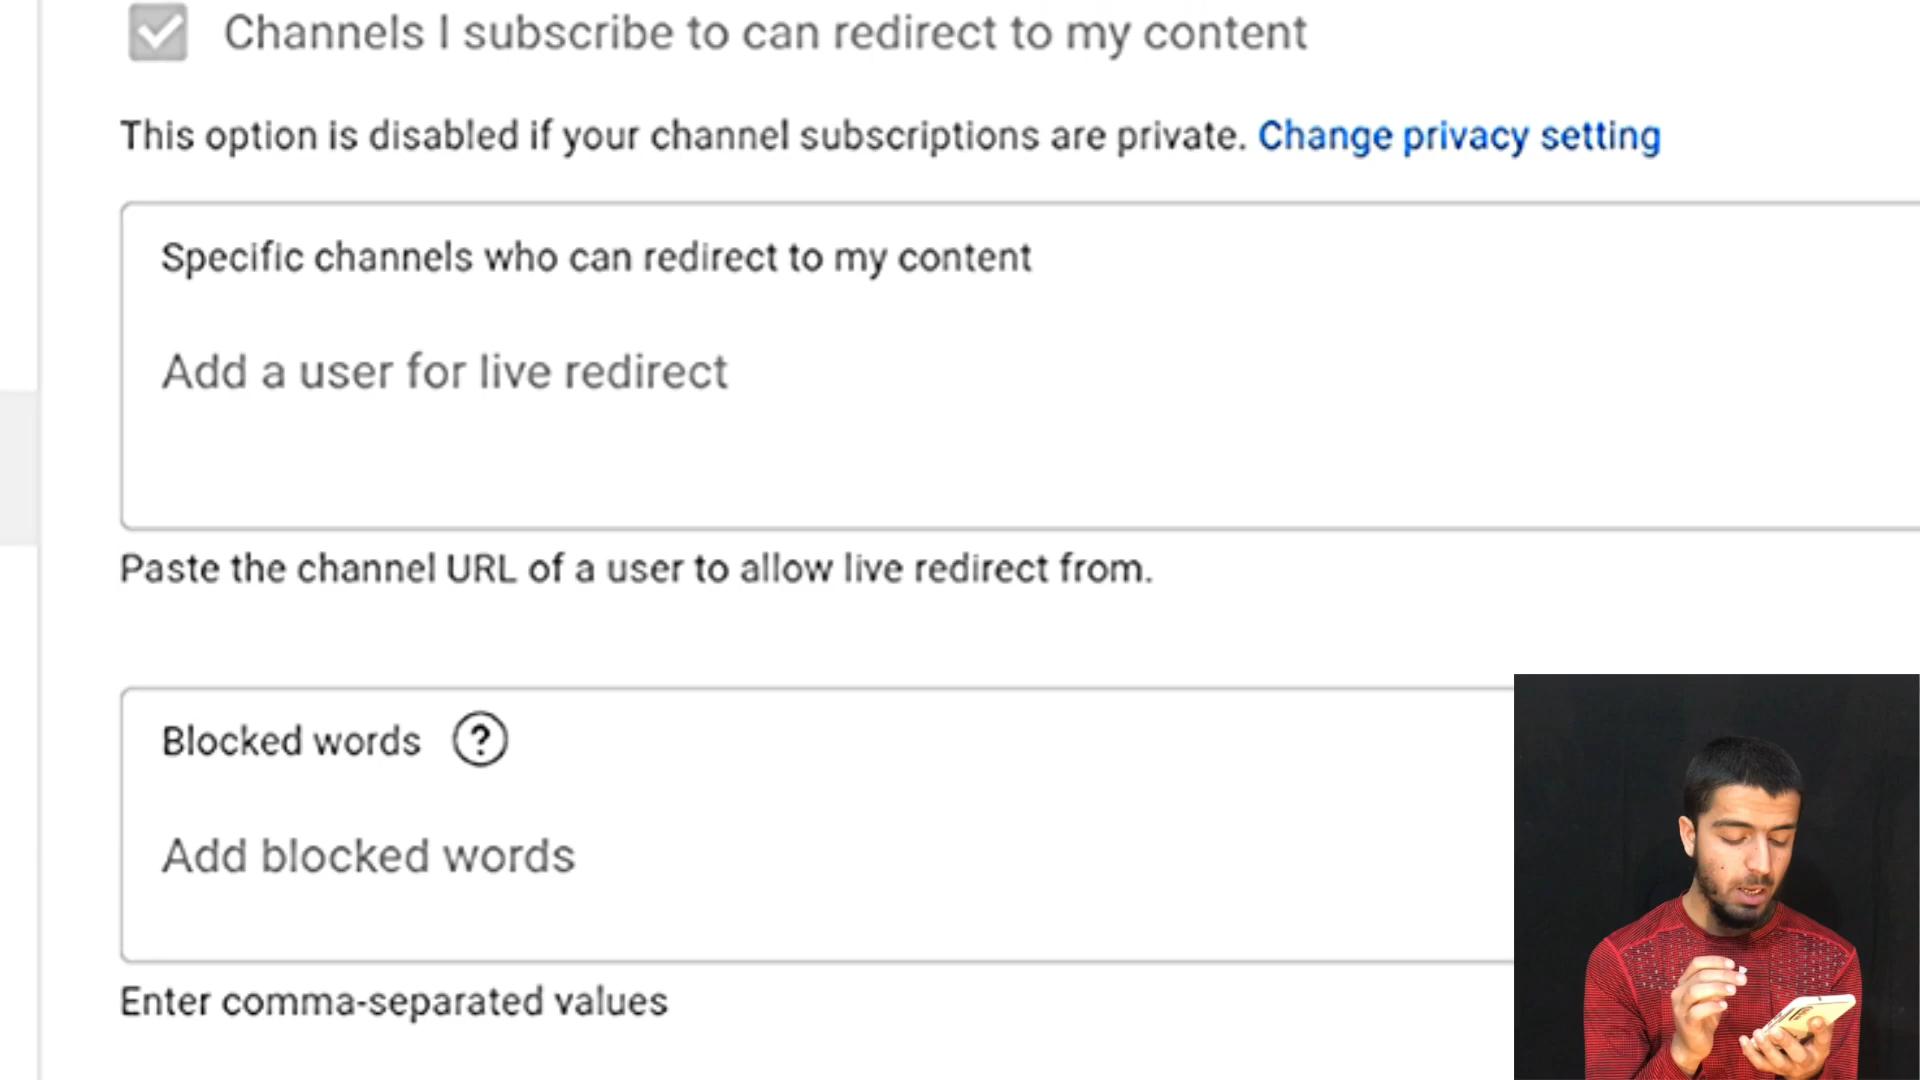 Channels I subscribe to can redirect to my content
This option is disabled if your channel subscriptions are private. Change privacy setting
Specific channels who can redirect to my content
Add a user for live redirect
Paste the channel URL of a user to allow live redirect from.
Blocked words ?
Add blocked words
Enter comma-separated values